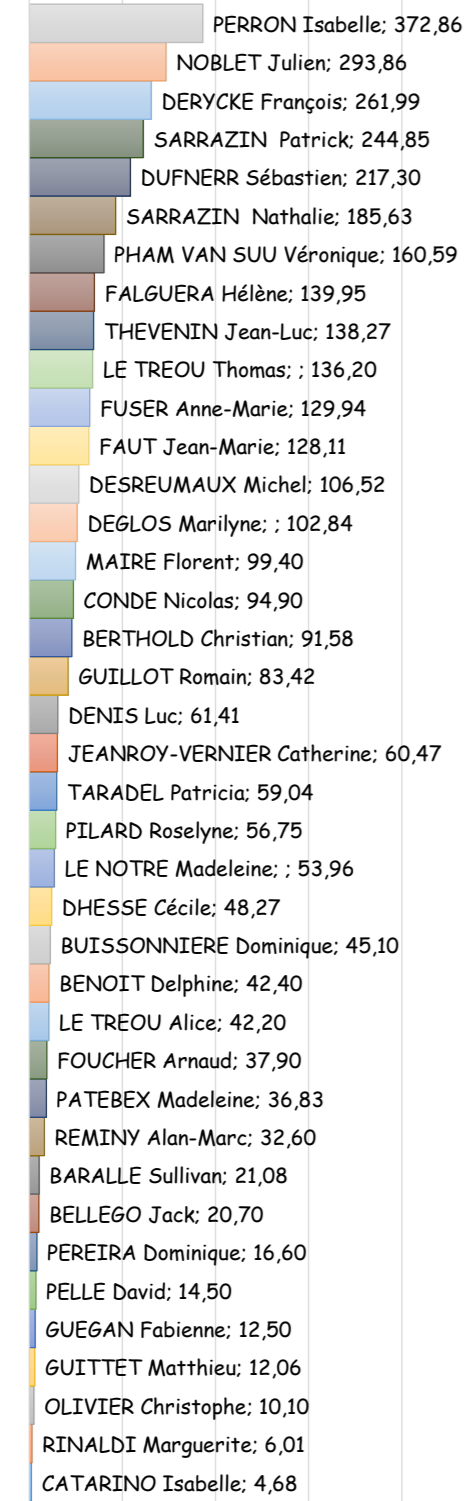 PERRON Isabelle; 372,86
NOBLET Julien; 293,86
DERYCKE François; 261,99
SARRAZIN  Patrick; 244,85
DUFNERR Sébastien; 217,30
SARRAZIN  Nathalie; 185,63
PHAM VAN SUU Véronique; 160,59
FALGUERA Hélène; 139,95
THEVENIN Jean-Luc; 138,27
LE TREOU Thomas; ; 136,20
FUSER Anne-Marie; 129,94
FAUT Jean-Marie; 128,11
DESREUMAUX Michel; 106,52
DEGLOS Marilyne; ; 102,84
MAIRE Florent; 99,40
CONDE Nicolas; 94,90
BERTHOLD Christian; 91,58
GUILLOT Romain; 83,42
DENIS Luc; 61,41
JEANROY-VERNIER Catherine; 60,47
TARADEL Patricia; 59,04
PILARD Roselyne; 56,75
LE NOTRE Madeleine; ; 53,96
DHESSE Cécile; 48,27
BUISSONNIERE Dominique; 45,10
BENOIT Delphine; 42,40
LE TREOU Alice; 42,20
FOUCHER Arnaud; 37,90
PATEBEX Madeleine; 36,83
REMINY Alan-Marc; 32,60
BARALLE Sullivan; 21,08
BELLEGO Jack; 20,70
PEREIRA Dominique; 16,60
PELLE David; 14,50
GUEGAN Fabienne; 12,50
GUITTET Matthieu; 12,06
OLIVIER Christophe; 10,10
RINALDI Marguerite; 6,01
CATARINO Isabelle; 4,68